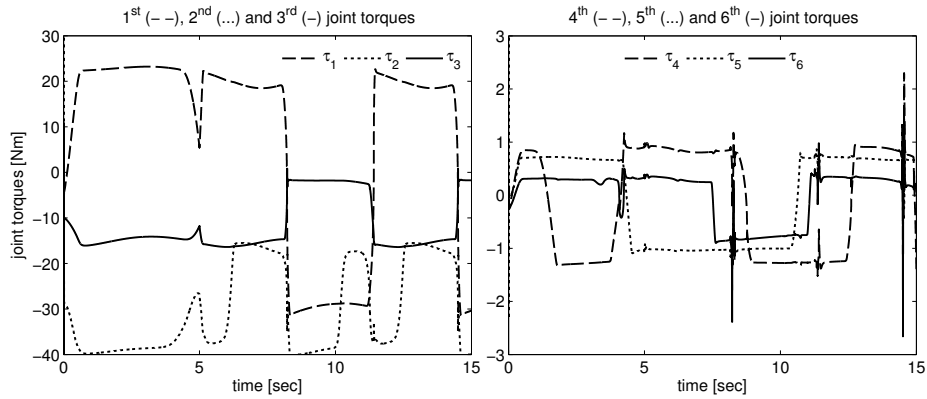 1st (− −), 2nd (...) and 3rd (−) joint torques
τ1 τ2 τ3
30
20
10
0
−10
−20
−30
−40
joint torques [Nm]
0 5 10 15
time [sec]
4th (− −), 5th (...) and 6th (−) joint torques
τ4 τ5 τ6
3
2
1
0
−1
−2
−3
0 5 10 15
time [sec]